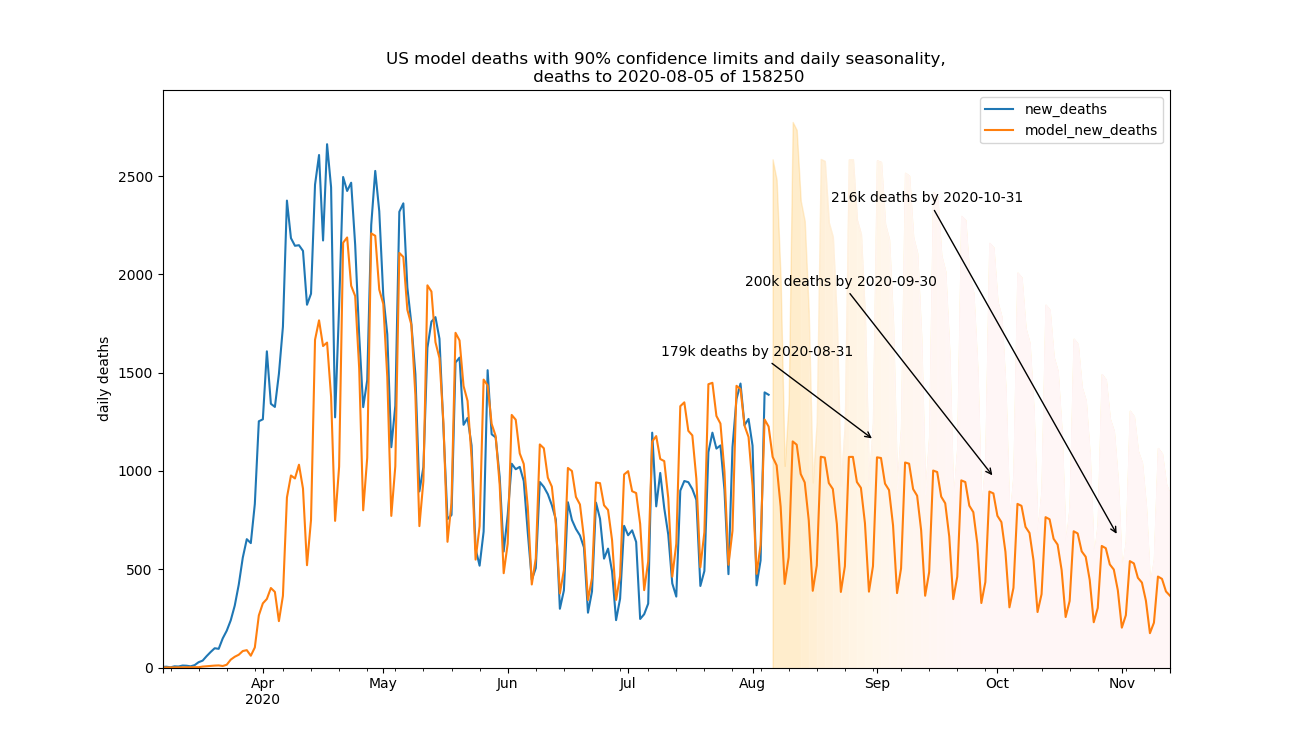 US model deaths with 90% confidence limits and daily seasonality,
deaths to 2020-08-05 of 158250
new_deaths
model_new_deaths
216k deaths by 2020-10-31
200k deaths by 2020-09-30
179k deaths by 2020-08-31
daily deaths
2500
2000
1500
1000
500
0
Apr May Jun Jul Aug Sep Oct Nov
2020